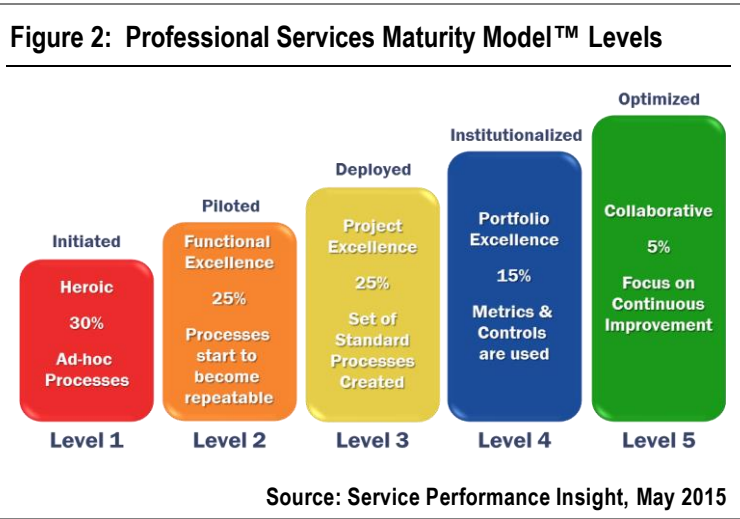 Figure 2:  Professional Services Maturity Model™ Levels
Initiated
Heroic
30%
Ad-hoc
Processes
Level 1
Piloted
Functional
Excellence
25%
Processes
start to
become
repeatable
Level 2
Deployed
Project
Excellence
25%
Set of
Standard
Processes
Created
Level 3
Institutionalized
Portfolio
Excellence
15%
Metrics &
Controls
are used
Level 4
Optimized
Collaborative
5%
Focus on
Continuous
Improvement
Level 5
Source: Service Performance Insight, May 2015